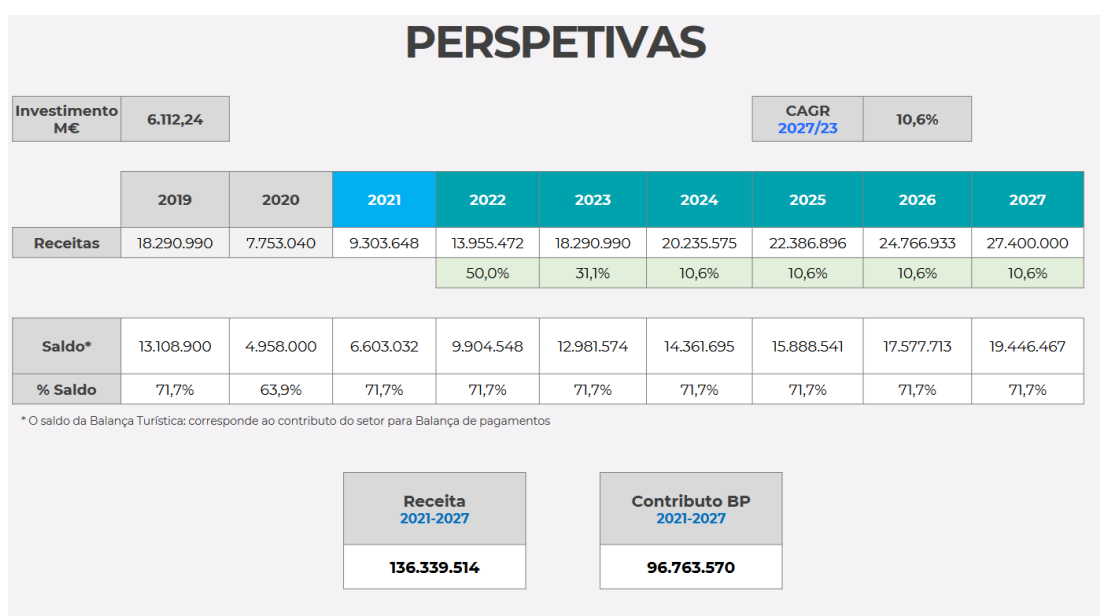 PERSPETIVAS
Investimento
M€
6.112,24
CAGR
2027/23
10,6%
2019 2020 2021 2022 2023 2024 2025 2026 2027
Receitas 18.290.990 7.753.040 9.303.648 13.955.472 18.290.990 20.235.575 22.386.896 24.766.933 27.400.000
50,0% 31,1% 10,6% 10,6% 10,6% 10,6%
Saldo* 13.108.900 4.958.000 6.603.032 9.904.548 12.981.574 14.361.695 15.888.541 17.577.713 19.446.467
% Saldo 71,7% 63,9% 71,7% 71,7% 71,7% 71,7% 71,7% 71,7% 71,7%
* O saldo da Balança Turística: corresponde ao contributo do setor para Balança de pagamentos
Receita
2021-2027
136.339.514
Contributo BP
2021-2027
96.763.570